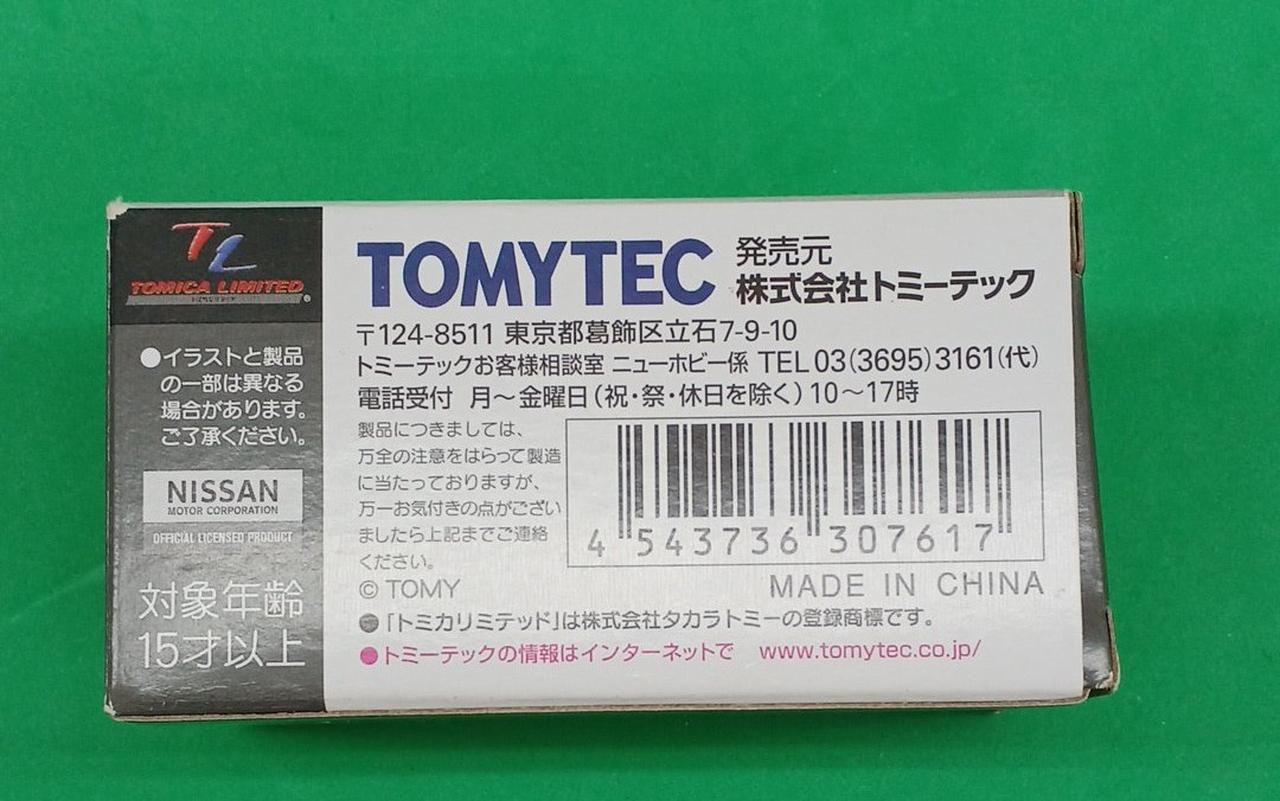 TL
TOMICA LIMITED
●イラストと製品
の一部は異なる
場合があります。
ご了承ください。
NISSAN
MOTOR CORPORATION
OFFICIAL LICENSED PRODUCT
対象年齢
15才以上
TOMYTEC 発売元
株式会社トミーテック
〒124-8511 東京都葛飾区立石7-9-10
トミーテックお客様相談室 ニューホビー係 TEL 03(3695)3161(代)
電話受付 月～金曜日(祝・祭・休日を除く)10～17時
製品につきましては、
万全の注意をはらって製造
に当たっておりますが、
万一お気付きの点がござい
ましたら上記までご連絡
ください。
4 543736 307617
© TOMY
MADE IN CHINA
●「トミカリミテッド」は株式会社タカラトミーの登録商標です。
●トミーテックの情報はインターネットで www.tomytec.co.jp/